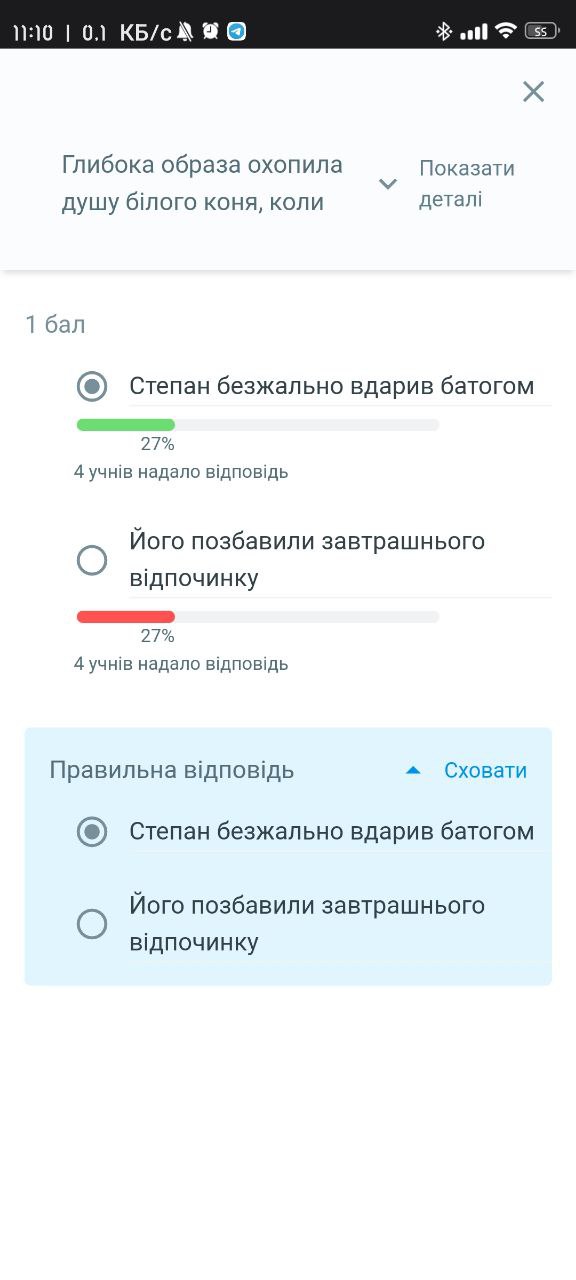 11:10 | 0.1 КБ/с
55
Глибока образа охопила
душу білого коня, коли
Показати
деталі
1 бал
Степан безжально вдарив батогом
27%
4 учнів надало відповідь
Його позбавили завтрашнього
відпочинку
27%
4 учнів надало відповідь
Правильна відповідь
Сховати
Степан безжально вдарив батогом
Його позбавили завтрашнього
відпочинку